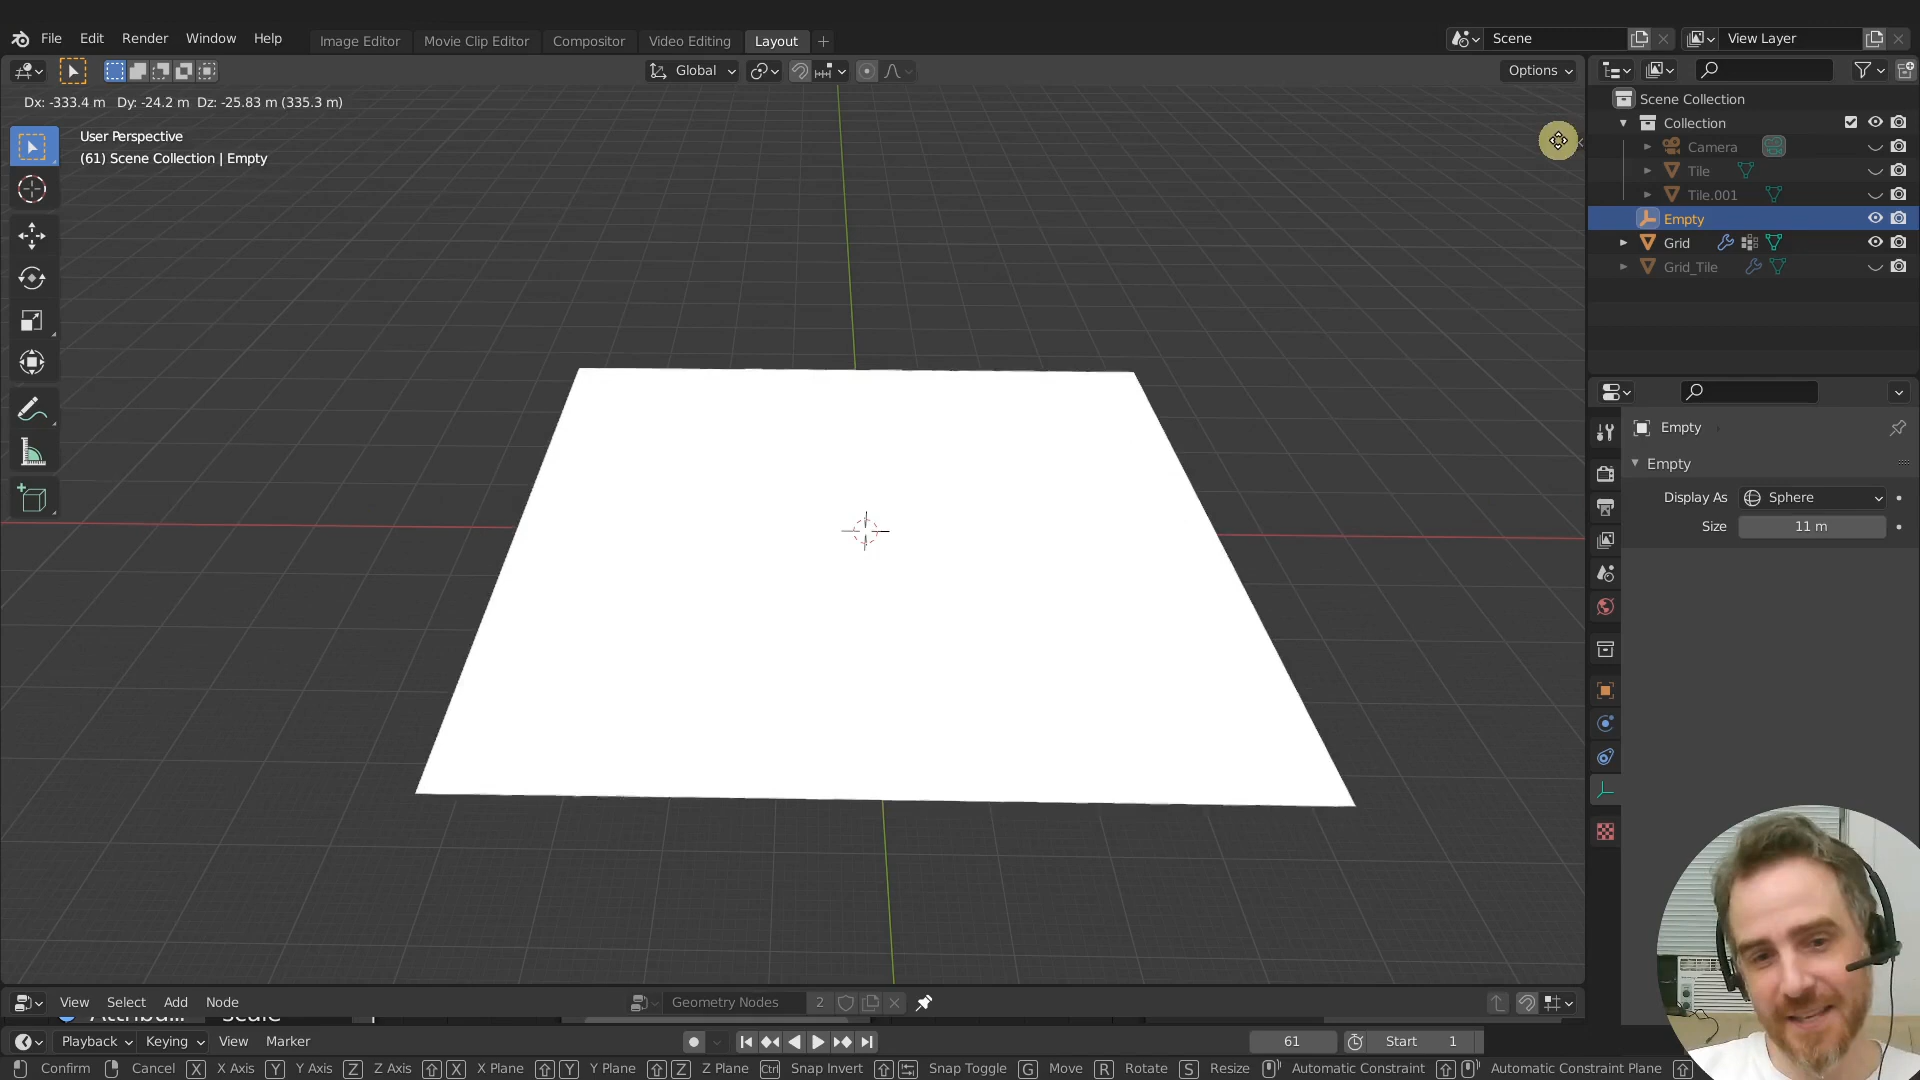 File Edit Render Window Help Image Editor Movie Clip Editor Compositor Video Editing Layout + Scene View Layer
Global Options
Dx: -333.4 m Dy: -24.2 m Dz: -25.83 m (335.3 m)
User Perspective
(61) Scene Collection | Empty
Scene Collection
Collection
Camera
Tile
Tile.001
Empty
Grid
Grid_Tile
Empty
Empty
Display As Sphere
Size 11 m
View Select Add Node Geometry Nodes 2
Playback Keying View Marker 61 Start 1
Confirm Cancel X X Axis Y Y Axis Z Z Axis X X Plane Y Y Plane Z Z Plane Ctrl Snap Invert Snap Toggle G Move R Rotate S Resize Automatic Constraint Automatic Constraint Plane